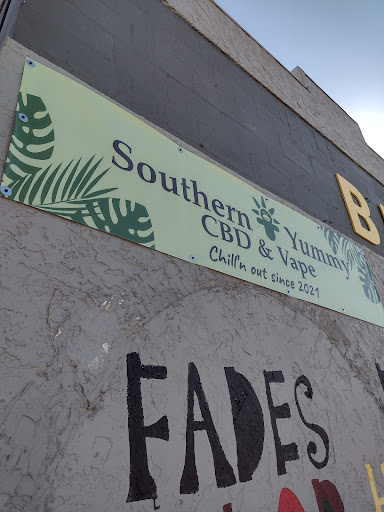 Southern Yummy
CBD & Vape
Chill'n out since 2021
B
FADES